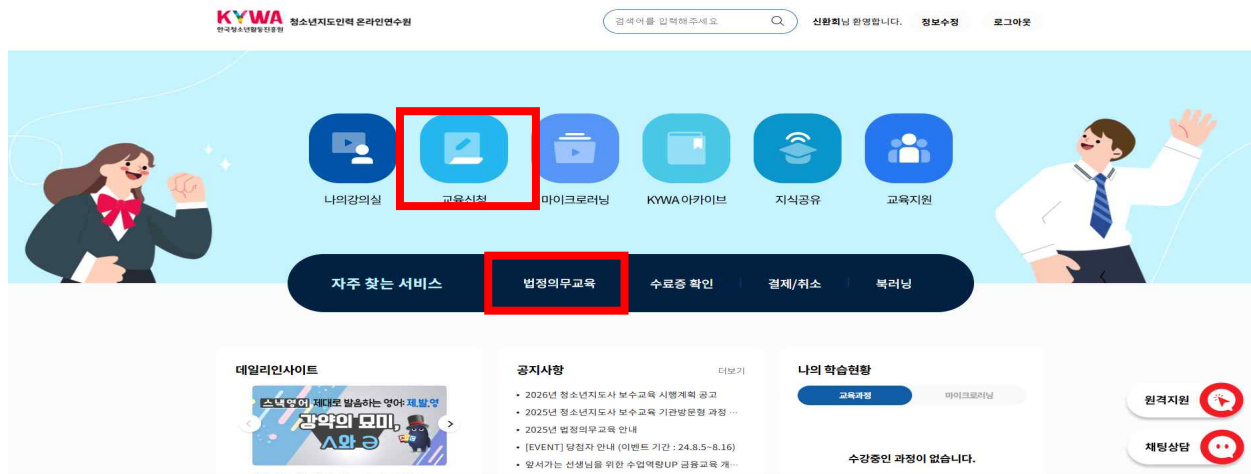 KYWA 청소년지도인력 온라인연수원
한국청소년활동진흥원
검색어를 입력해주세요
신환희님 환영합니다. 정보수정 로그아웃
나의강의실 교육신청 마이크로러닝 KYWA 아카이브 지식공유 교육지원
자주 찾는 서비스 법정의무교육 수료증 확인 결제/취소 북러닝
데일리인사이트
스낵영어 제대로 발음하는 영어: 제.발.영
강약의 묘미,
ʌ와 ə
공지사항 더보기
• 2026년 청소년지도사 보수교육 시행계획 공고
• 2025년 청소년지도사 보수교육 기관방문형 과정 …
• 2025년 법정의무교육 안내
• [EVENT] 당첨자 안내 (이벤트 기간 : 24.8.5~8.16)
• 앞서가는 선생님을 위한 수업역량UP 금융교육 개…
나의 학습현황
교육과정 마이크로러닝
수강중인 과정이 없습니다.
원격지원
채팅상담